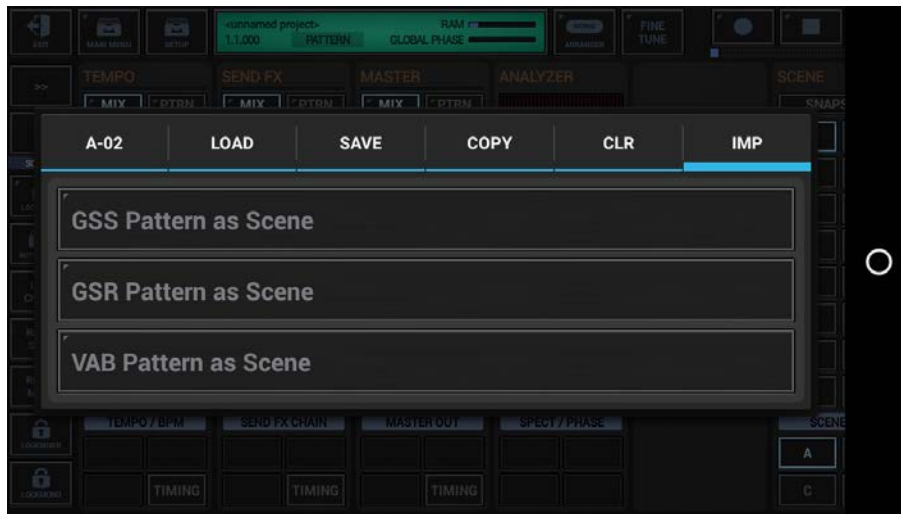 <unnamed project> RAM
EXIT MAIN MENU SETUP 1.1.000 PATTERN GLOBAL PHASE ARRANGER FINE TUNE
>> TEMPO SEND FX MASTER ANALYZER SCENE
MIX PTRN MIX PTRN MIX PTRN SNAPS
A-02 LOAD SAVE COPY CLR IMP
GSS Pattern as Scene
GSR Pattern as Scene
VAB Pattern as Scene
TEMPO / BPM SEND FX CHAIN MASTER OUT SPECT / PHASE SCENE
A
TIMING TIMING TIMING C